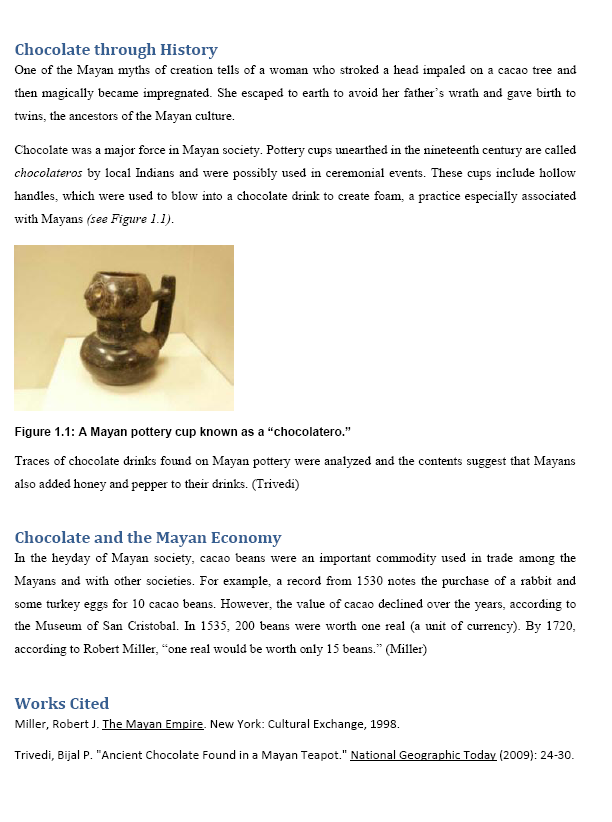 Chocolate through History
One of the Mayan myths of creation tells of a woman who stroked a head impaled on a cacao tree and
then magically became impregnated. She escaped to earth to avoid her father's wrath and gave birth to
twins, the ancestors of the Mayan culture.
Chocolate was a major force in Mayan society. Pottery cups unearthed in the nineteenth century are called
chocolateros by local Indians and were possibly used in ceremonial events. These cups include hollow
handles, which were used to blow into a chocolate drink to create foam, a practice especially associated
with Mayans (see Figure 1.1).
Figure 1.1: A Mayan pottery cup known as a “chocolatero.”
Traces of chocolate drinks found on Mayan pottery were analyzed and the contents suggest that Mayans
also added honey and pepper to their drinks. (Trivedi)
Chocolate and the Mayan Economy
In the heyday of Mayan society, cacao beans were an important commodity used in trade among the
Mayans and with other societies. For example, a record from 1530 notes the purchase of a rabbit and
some turkey eggs for 10 cacao beans. However, the value of cacao declined over the years, according to
the Museum of San Cristobal. In 1535, 200 beans were worth one real (a unit of currency). By 1720,
according to Robert Miller, “one real would be worth only 15 beans.” (Miller)
Works Cited
Miller, Robert J. The Mayan Empire. New York: Cultural Exchange, 1998.
Trivedi, Bijal P. "Ancient Chocolate Found in a Mayan Teapot." National Geographic Today (2009): 24-30.